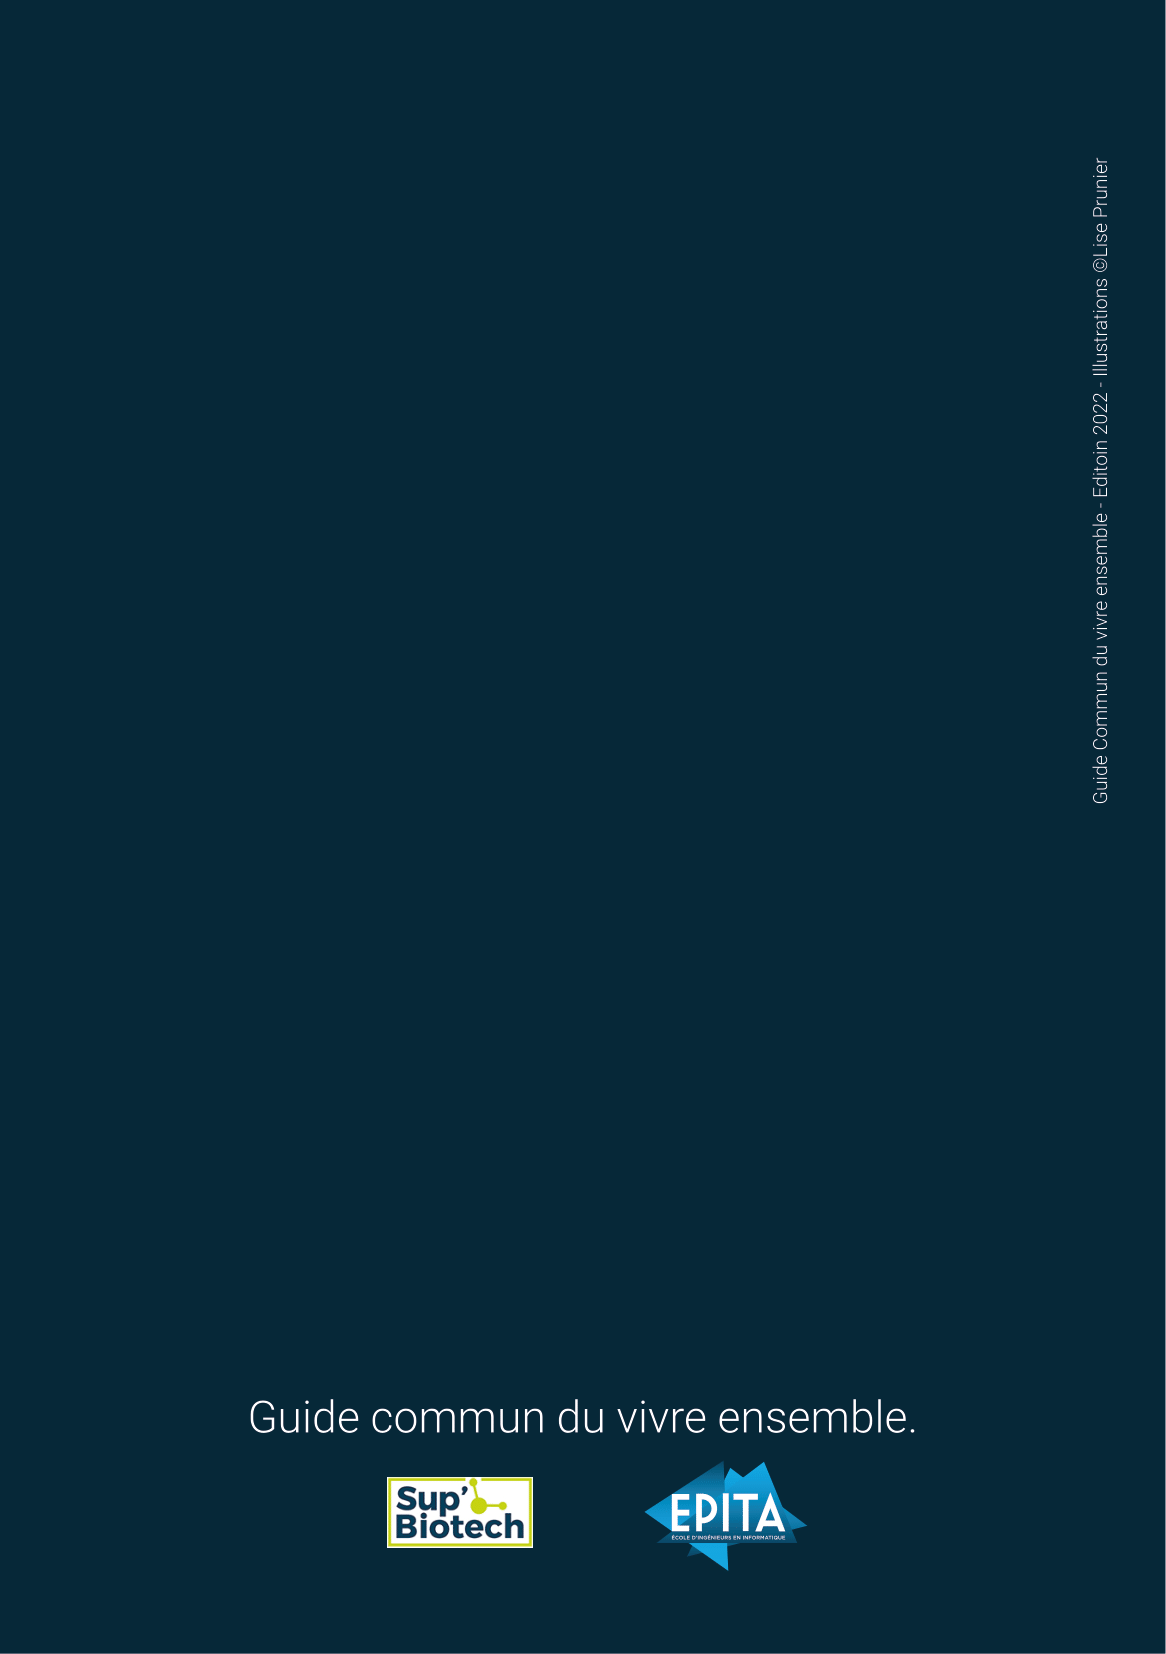 Guide Commun du vivre ensemble - Editoin 2022 - Illustrations ©Lise Prunier
Guide commun du vivre ensemble.
Sup'
Biotech
EPITA
ÉCOLE D'INGÉNIEURS EN INFORMATIQUE